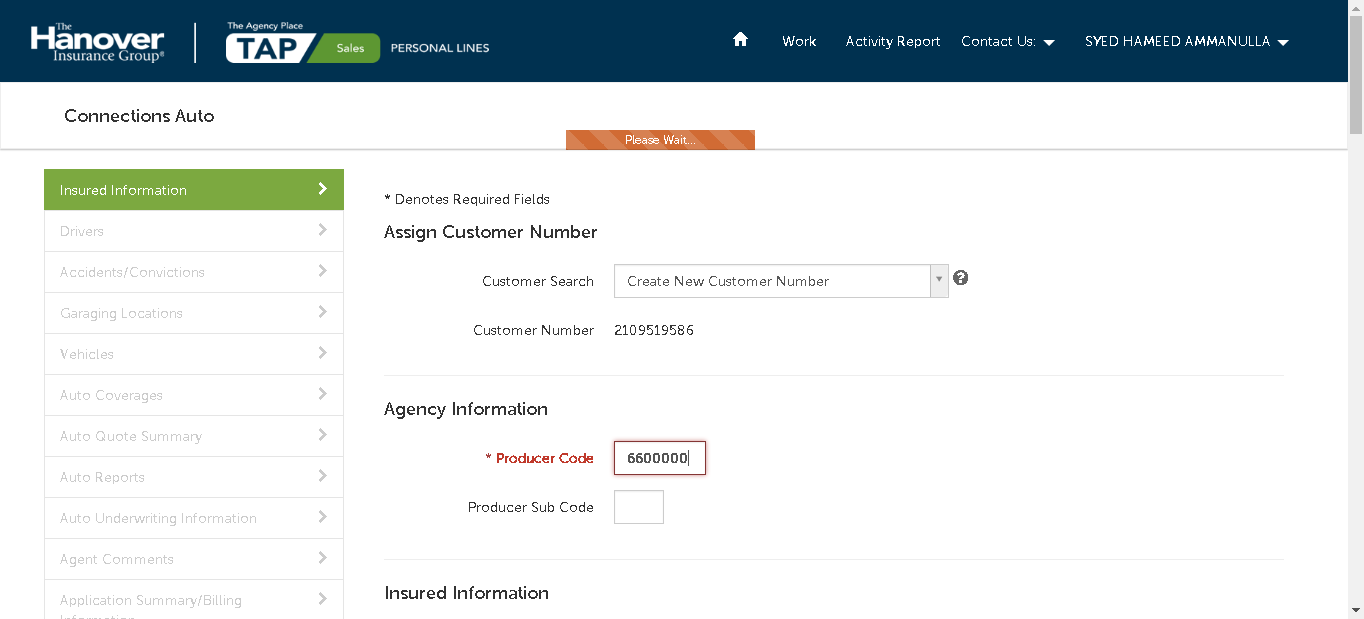 The
Hanover
Insurance Group®
The Agency Place
TAP Sales PERSONAL LINES
Work
Activity Report
Contact Us:
SYED HAMEED AMMANULLA
Connections Auto
Please Wait...
Insured Information
Drivers
Accidents/Convictions
Garaging Locations
Vehicles
Auto Coverages
Auto Quote Summary
Auto Reports
Auto Underwriting Information
Agent Comments
Application Summary/Billing
Information
* Denotes Required Fields
Assign Customer Number
Customer Search Create New Customer Number
Customer Number 2109519586
Agency Information
* Producer Code 6600000
Producer Sub Code
Insured Information